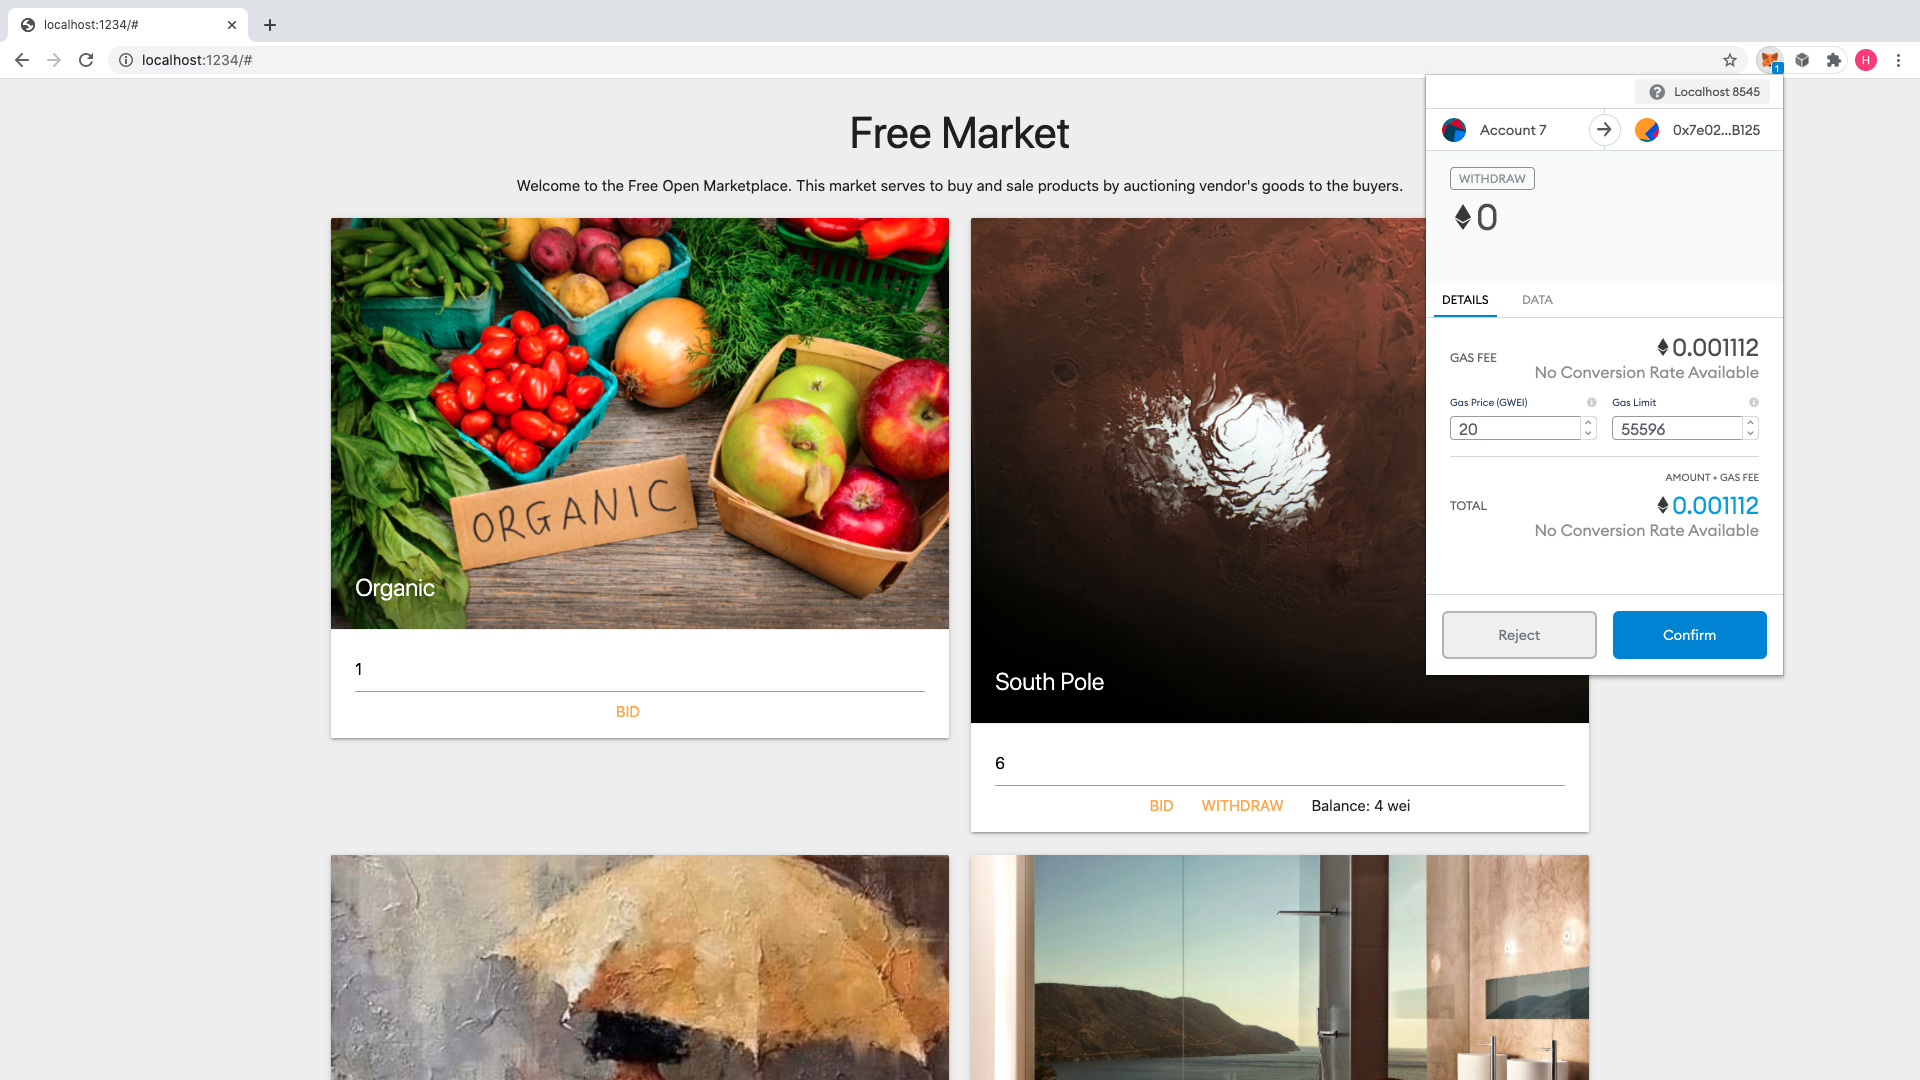 localhost:1234/#
localhost:1234/#
1
H
Free Market
Welcome to the Free Open Marketplace. This market serves to buy and sale products by auctioning vendor's goods to the buyers.
ORGANIC
Organic
1
BID
South Pole
6
BID WITHDRAW Balance: 4 wei
Localhost 8545
Account 7 0x7e02...B125
WITHDRAW
0
DETAILS DATA
GAS FEE 0.001112
No Conversion Rate Available
Gas Price (GWEI) Gas Limit
20 55596
AMOUNT + GAS FEE
TOTAL 0.001112
No Conversion Rate Available
Reject Confirm